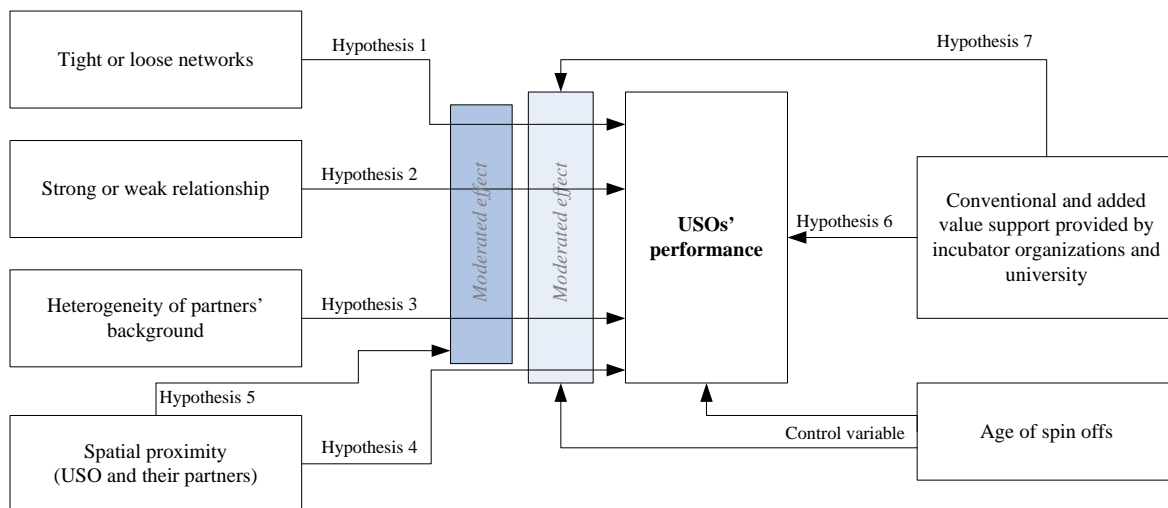 Hypothesis 1
Hypothesis 7
Tight or loose networks
Strong or weak relationship
Hypothesis 2
Moderated effect
Moderated effect
USOs’
performance
Hypothesis 6
Conventional and added
value support provided by
incubator organizations and
university
Heterogeneity of partners’
background
Hypothesis 3
Hypothesis 5
Spatial proximity
(USO and their partners)
Hypothesis 4
Control variable
Age of spin offs